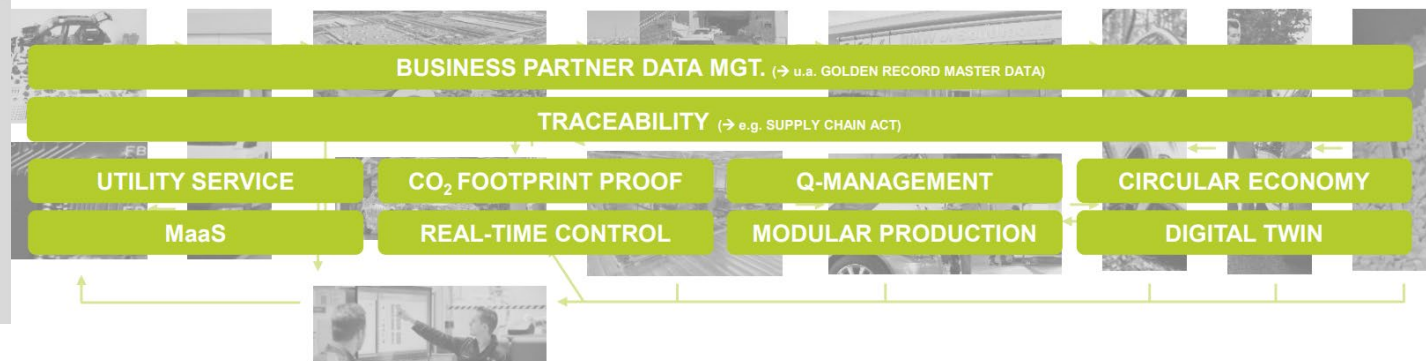 BUSINESS PARTNER DATA MGT. (→ u.a. GOLDEN RECORD MASTER DATA)
TRACEABILITY (→ e.g. SUPPLY CHAIN ACT)
UTILITY SERVICE
CO₂ FOOTPRINT PROOF
Q-MANAGEMENT
CIRCULAR ECONOMY
MaaS
REAL-TIME CONTROL
MODULAR PRODUCTION
DIGITAL TWIN